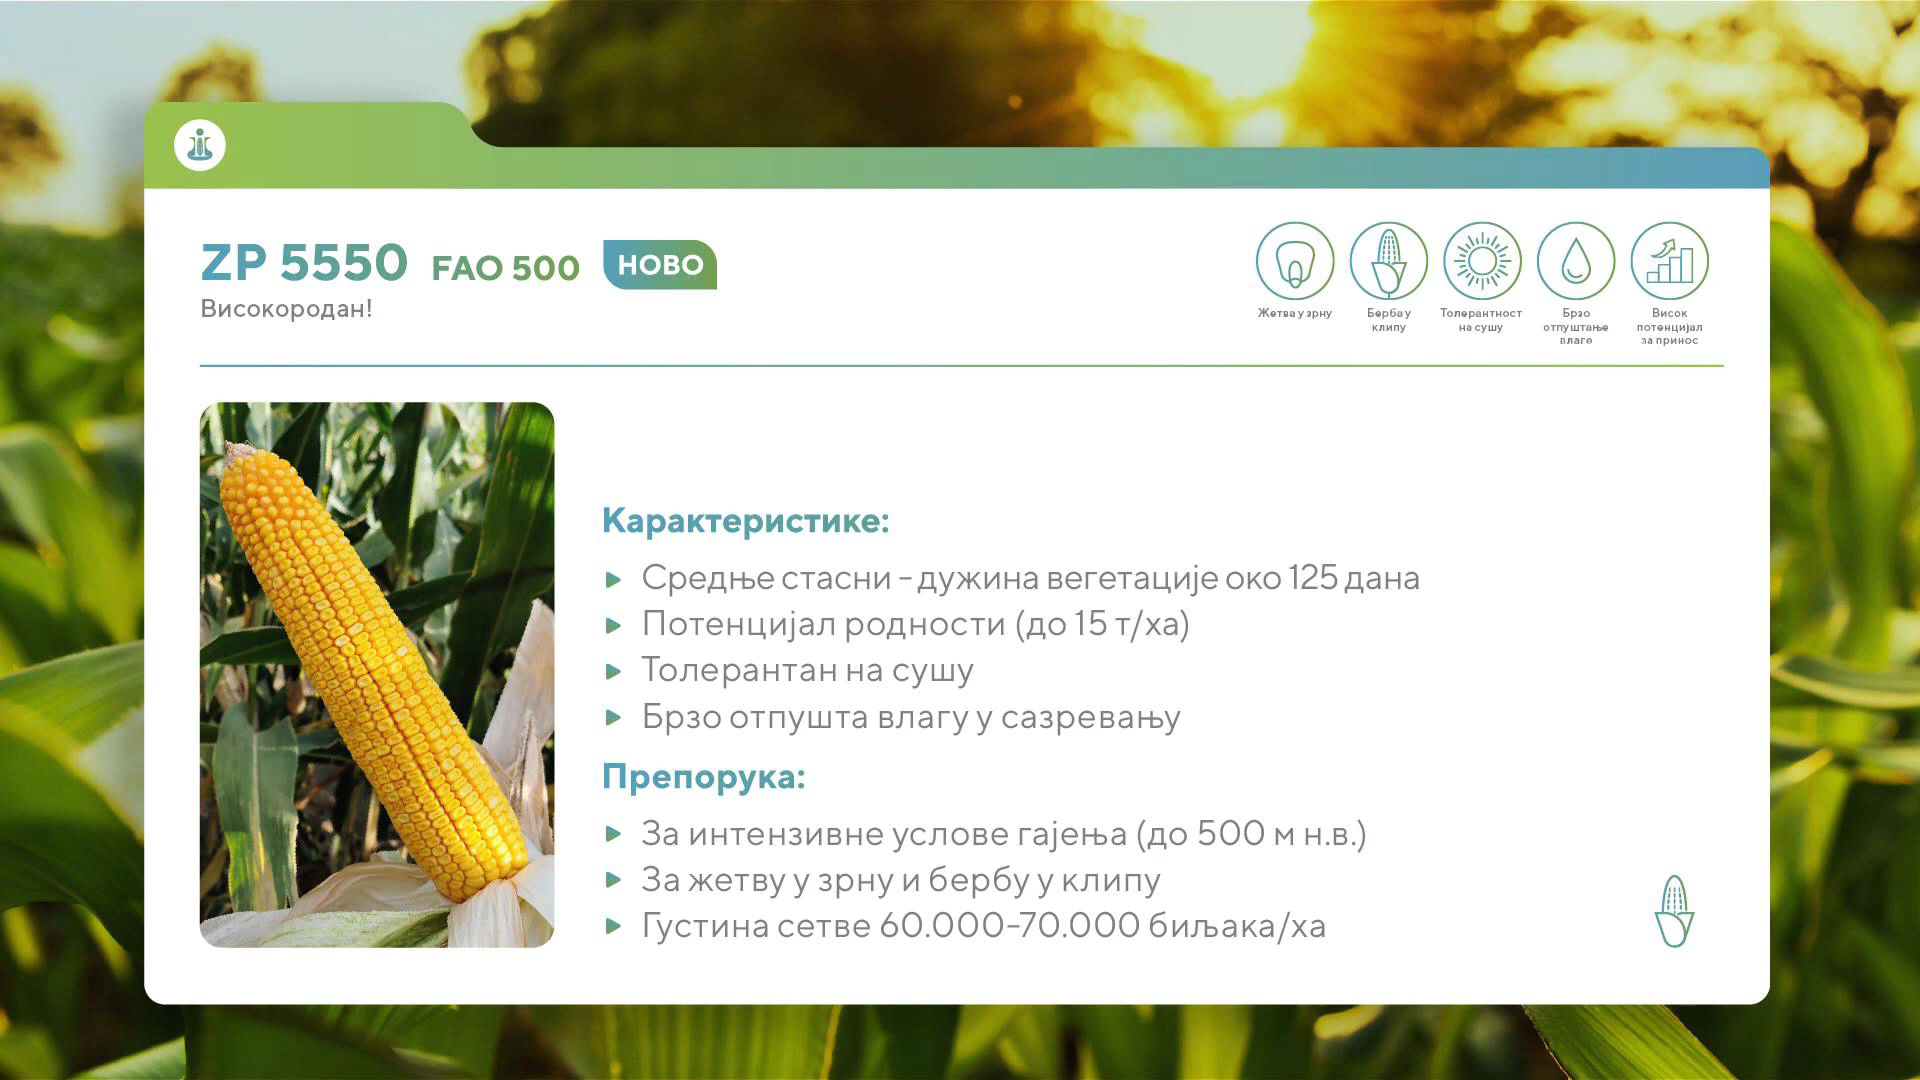 ZP 5550 FAO 500 НОВО
Високородан!
Жетва у зрну
Берба у
клипу
Толерантност
на сушу
Брзо
отпуштање
влаге
Висок
потенцијал
за принос
Карактеристике:
Средње стасни - дужина вегетације око 125 дана
Потенцијал родности (до 15 т/ха)
Толерантан на сушу
Брзо отпушта влагу у сазревању
Препорука:
За интензивне услове гајења (до 500 м н.в.)
За жетву у зрну и бербу у клипу
Густина сетве 60.000-70.000 биљака/ха